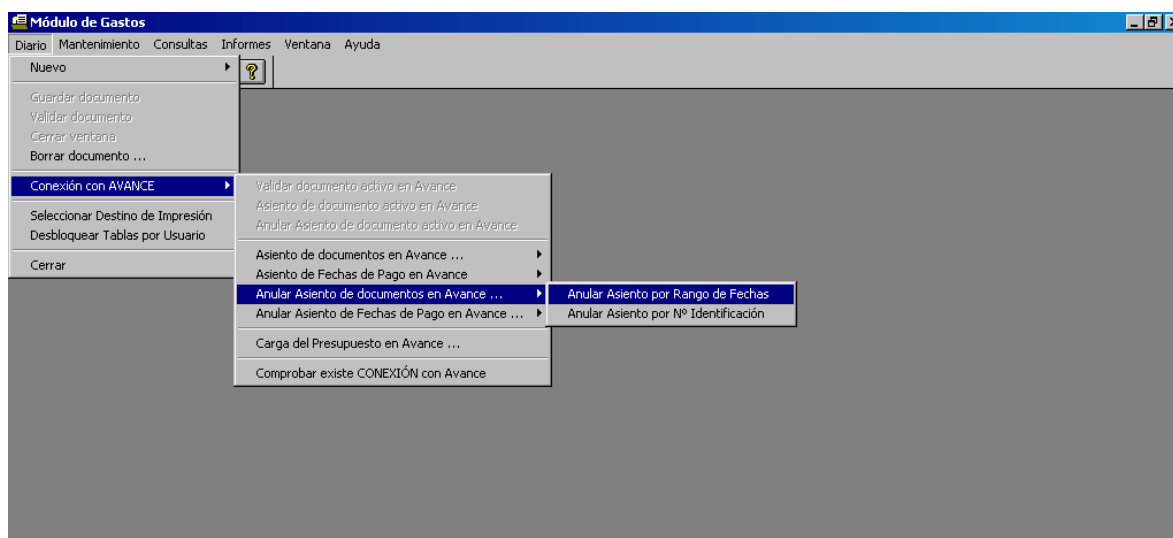 Módulo de Gastos
Diario Mantenimiento Consultas Informes Ventana Ayuda
Nuevo
Guardar documento
Validar documento
Cerrar ventana
Borrar documento ...
Conexión con AVANCE
Seleccionar Destino de Impresión
Desbloquear Tablas por Usuario
Cerrar
Validar documento activo en Avance
Asiento de documento activo en Avance
Anular Asiento de documento activo en Avance
Asiento de documentos en Avance ...
Asiento de Fechas de Pago en Avance
Anular Asiento de documentos en Avance ...
Anular Asiento de Fechas de Pago en Avance ...
Carga del Presupuesto en Avance ...
Comprobar existe CONEXIÓN con Avance
Anular Asiento por Rango de Fechas
Anular Asiento por Nº Identificación